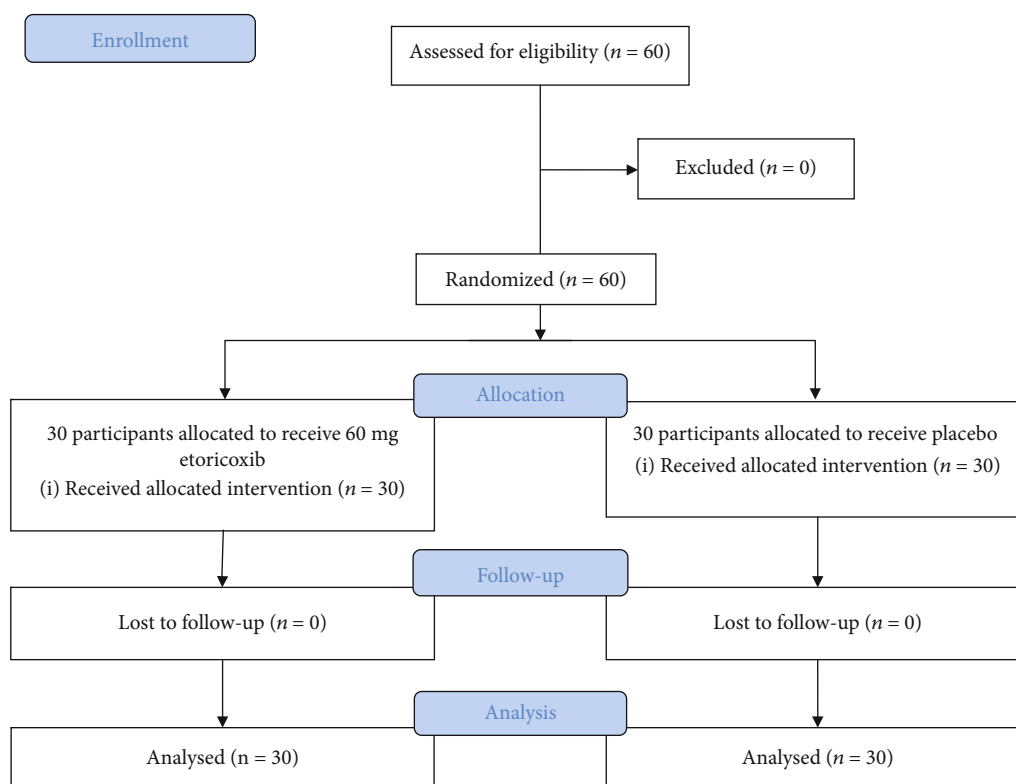 Enrollment
Assessed for eligibility (n = 60)
Excluded (n = 0)
Randomized (n = 60)
Allocation
30 participants allocated to receive 60 mg
etoricoxib
(i) Received allocated intervention (n = 30)
30 participants allocated to receive placebo
(i) Received allocated intervention (n = 30)
Follow-up
Lost to follow-up (n = 0)
Lost to follow-up (n = 0)
Analysis
Analysed (n = 30)
Analysed (n = 30)